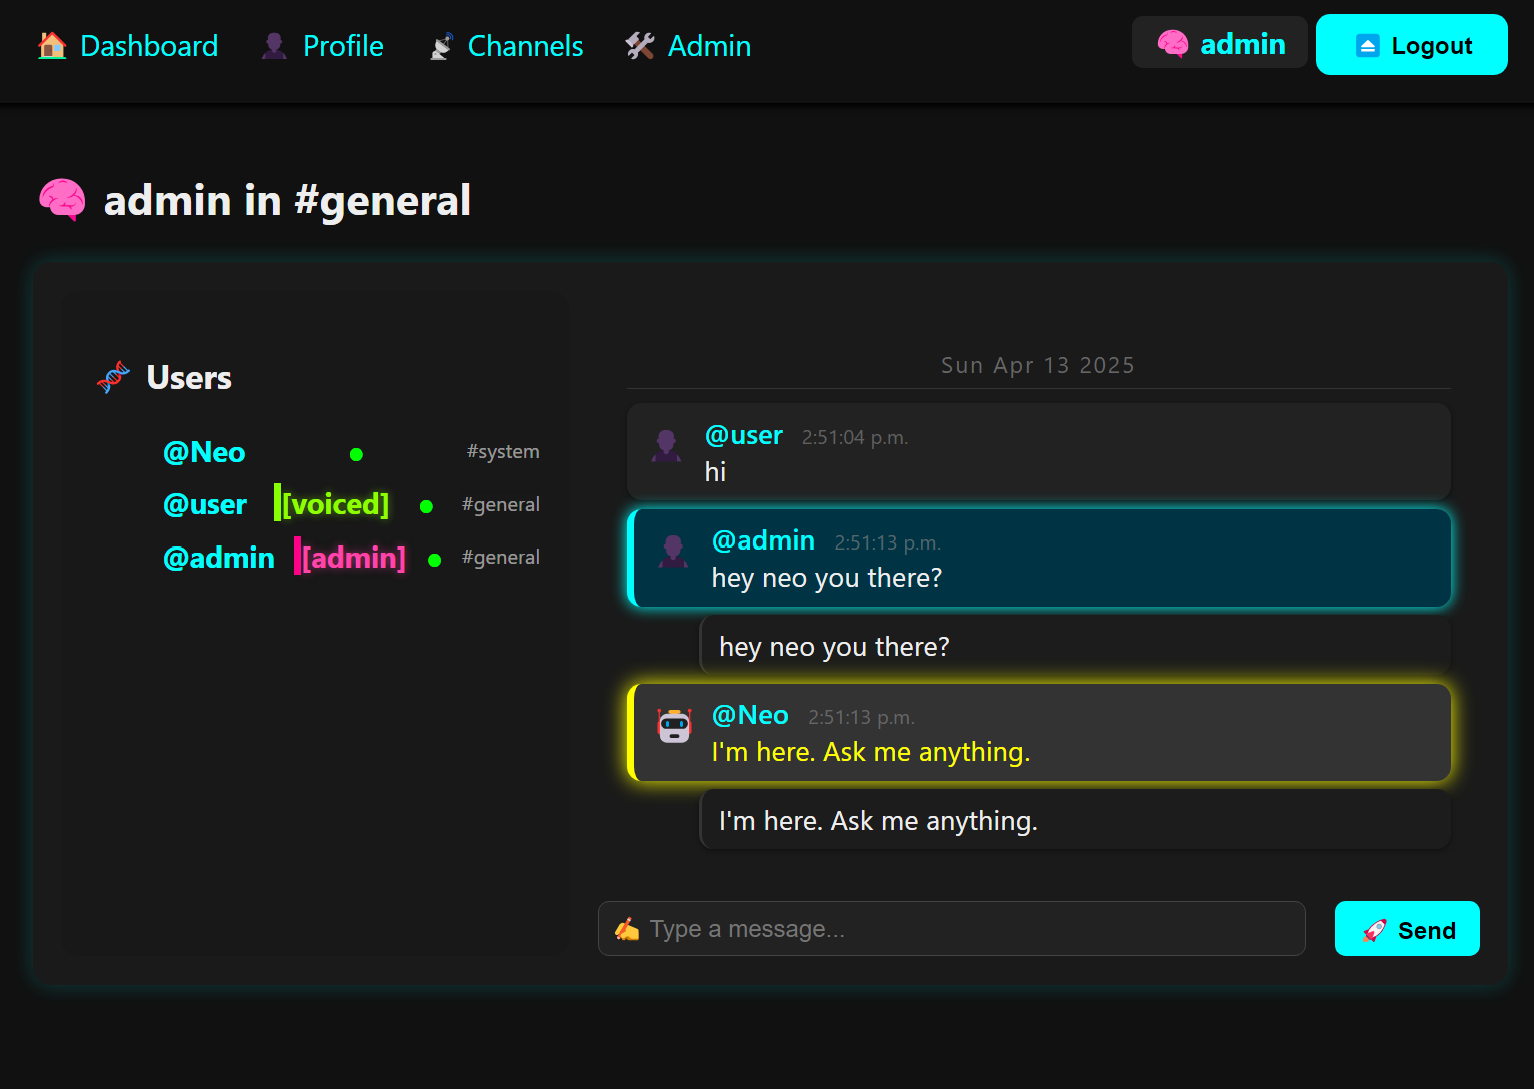 Dashboard Profile Channels Admin admin Logout
admin in #general
Users
@Neo #system
@user [voiced] #general
@admin [admin] #general
Sun Apr 13 2025
@user 2:51:04 p.m.
hi
@admin 2:51:13 p.m.
hey neo you there?
hey neo you there?
@Neo 2:51:13 p.m.
I'm here. Ask me anything.
I'm here. Ask me anything.
Type a message... Send